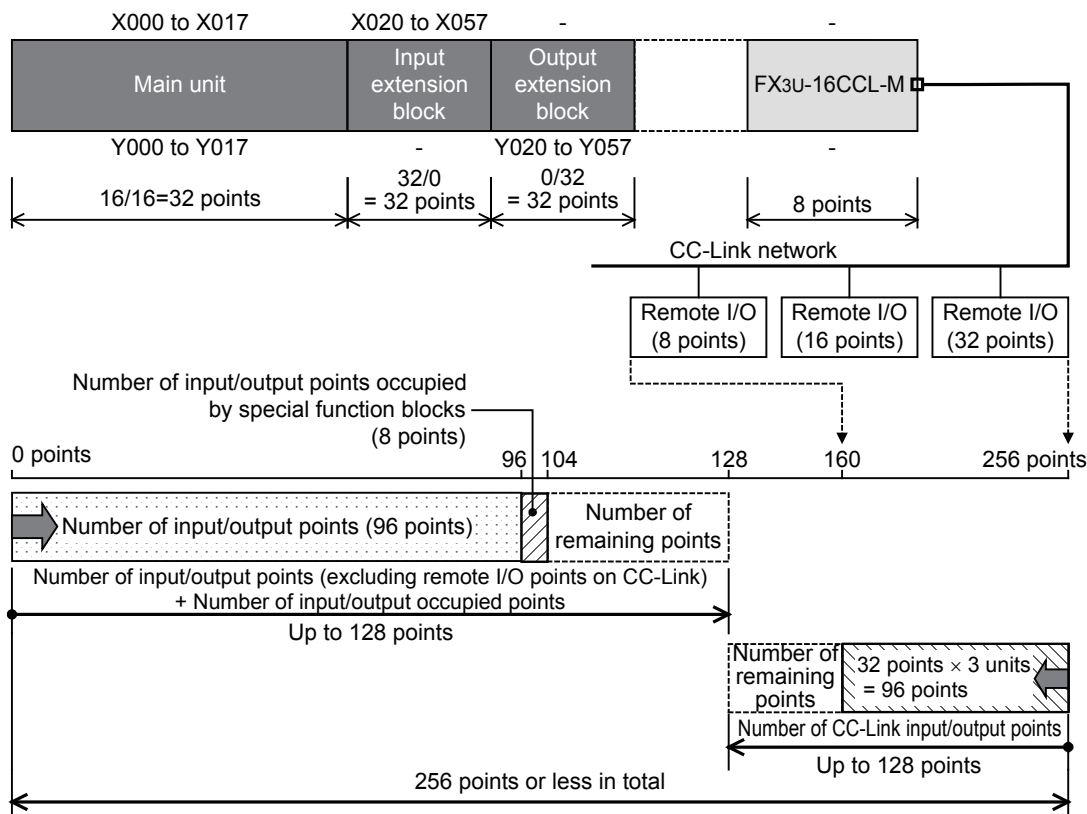 X000 to X017
X020 to X057
-
-
Main unit
Input
extension
block
Output
extension
block
FX3U-16CCL-M
Y000 to Y017
-
Y020 to Y057
-
16/16=32 points
32/0
= 32 points
0/32
= 32 points
8 points
CC-Link network
Remote I/O
(8 points)
Remote I/O
(16 points)
Remote I/O
(32 points)
Number of input/output points occupied
by special function blocks
(8 points)
0 points
96
104
128
160
256 points
Number of input/output points (96 points)
Number of
remaining points
Number of input/output points (excluding remote I/O points on CC-Link)
+ Number of input/output occupied points
Up to 128 points
Number of
remaining
points
32 points × 3 units
= 96 points
Number of CC-Link input/output points
Up to 128 points
256 points or less in total